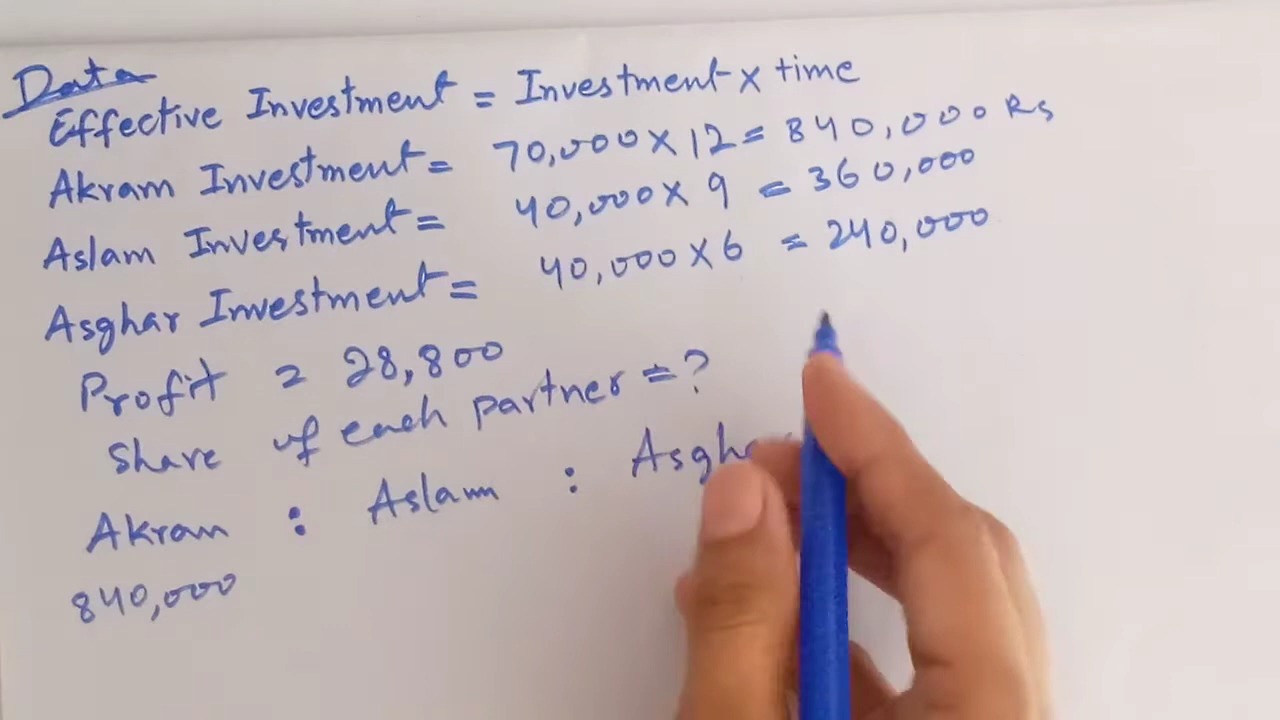 Data
Effective Investment = Investment x time
Akram Investment = 70,000 x 12 = 840,000 Rs
Aslam Investment = 40,000 x 9 = 360,000
Asghar Investment = 40,000 x 6 = 240,000
Profit = 28,800
Share of each partner = ?
Akram : Aslam :
840,000